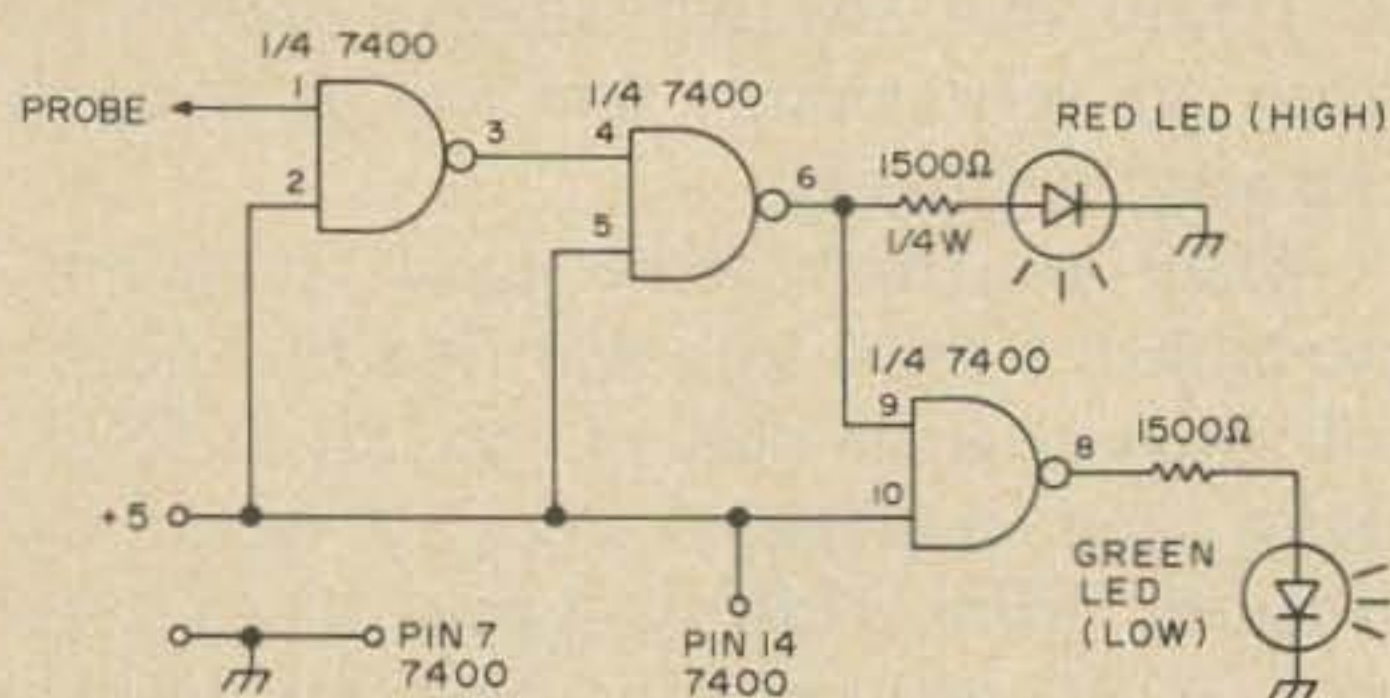 1/4 7400
PROBE
1
2
3
1/4 7400
4
5
6
1500Ω
1/4W
RED LED (HIGH)
1/4 7400
9
10
8
1500Ω
+5
GREEN
LED
(LOW)
PIN 7
7400
PIN 14
7400